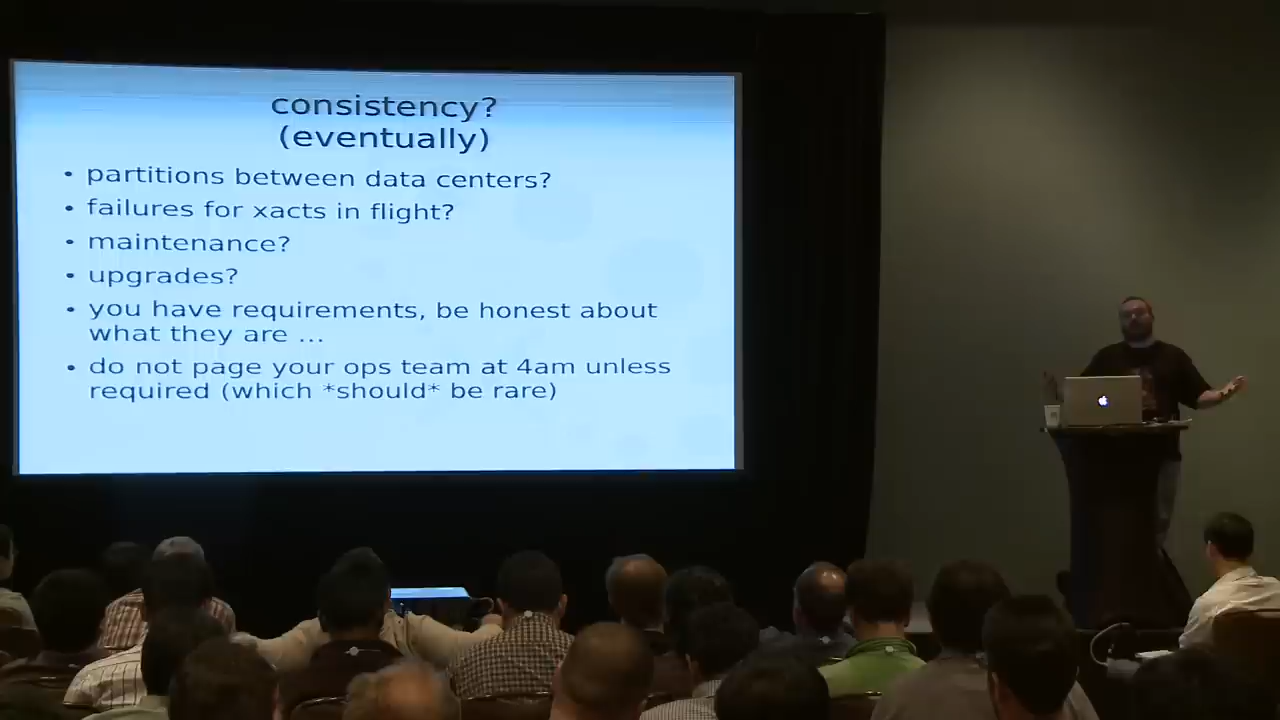 consistency?
(eventually)
• partitions between data centers?
• failures for xacts in flight?
• maintenance?
• upgrades?
• you have requirements, be honest about
what they are ...
• do not page your ops team at 4am unless
required (which *should* be rare)